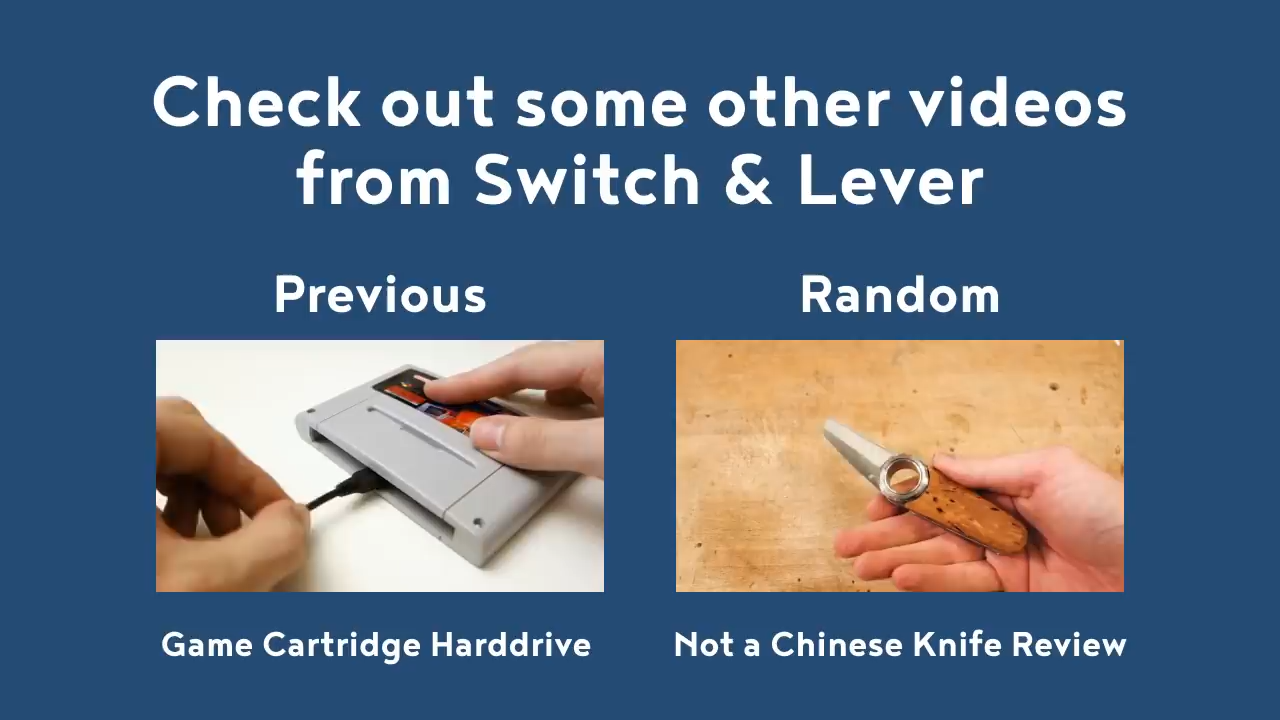 Check out some other videos
from Switch & Lever
Previous
Random
Game Cartridge Harddrive
Not a Chinese Knife Review